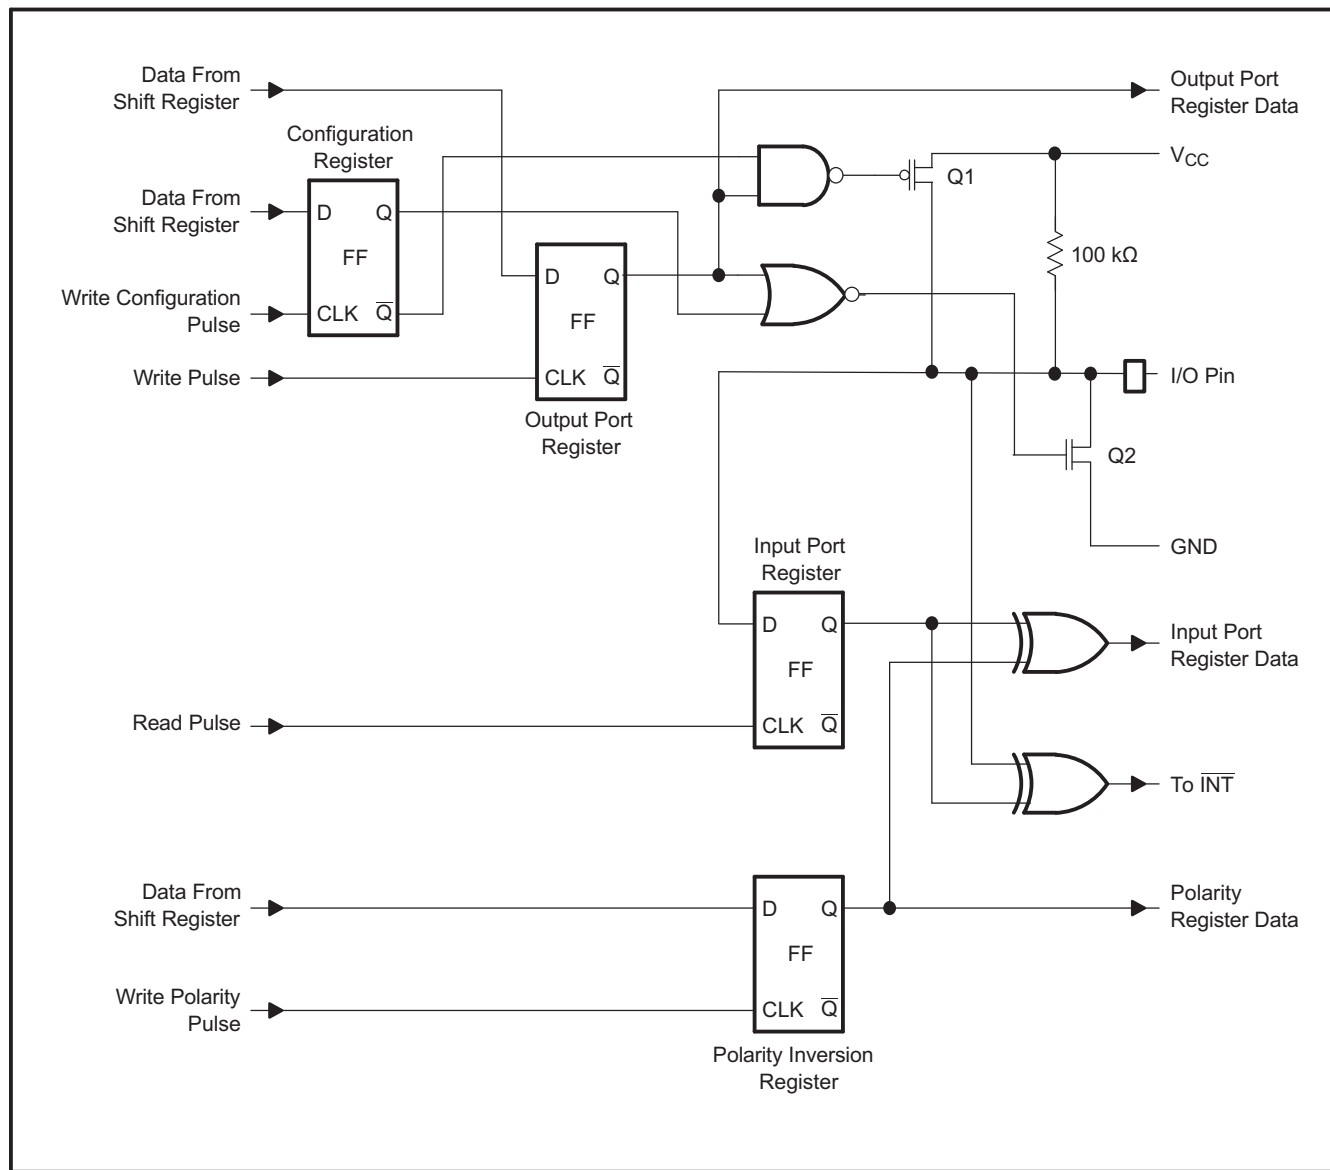 Data From
Shift Register
Output Port
Register Data
Configuration
Register
V_CC
Q1
Data From
Shift Register
D
Q
FF
CLK
Q̅
100 kΩ
D
Q
FF
CLK
Q̅
Write Configuration
Pulse
Write Pulse
I/O Pin
Output Port
Register
Q2
GND
Input Port
Register
D
Q
FF
CLK
Q̅
Input Port
Register Data
Read Pulse
To I̅N̅T̅
Data From
Shift Register
D
Q
FF
CLK
Q̅
Polarity
Register Data
Write Polarity
Pulse
Polarity Inversion
Register